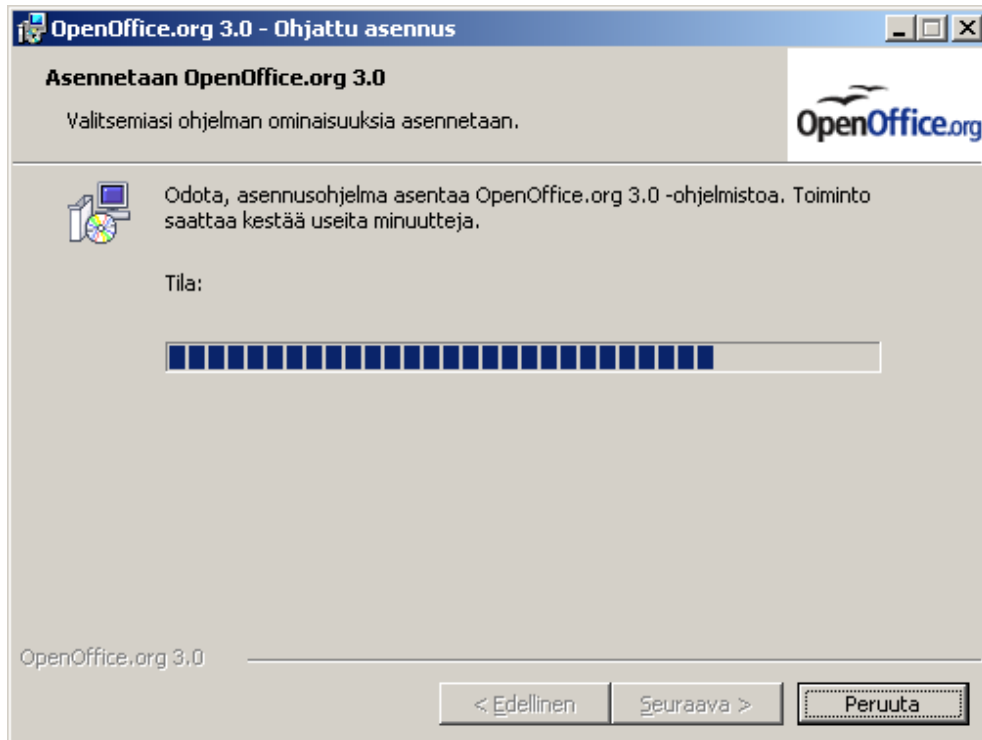 OpenOffice.org 3.0 - Ohjattu asennus
Asennetaan OpenOffice.org 3.0
Valitsemiasi ohjelman ominaisuuksia asennetaan.
OpenOffice.org
Odota, asennusohjelma asentaa OpenOffice.org 3.0 -ohjelmistoa. Toiminto
saattaa kestää useita minuutteja.
Tila:
OpenOffice.org 3.0
< Edellinen
Seuraava >
Peruuta